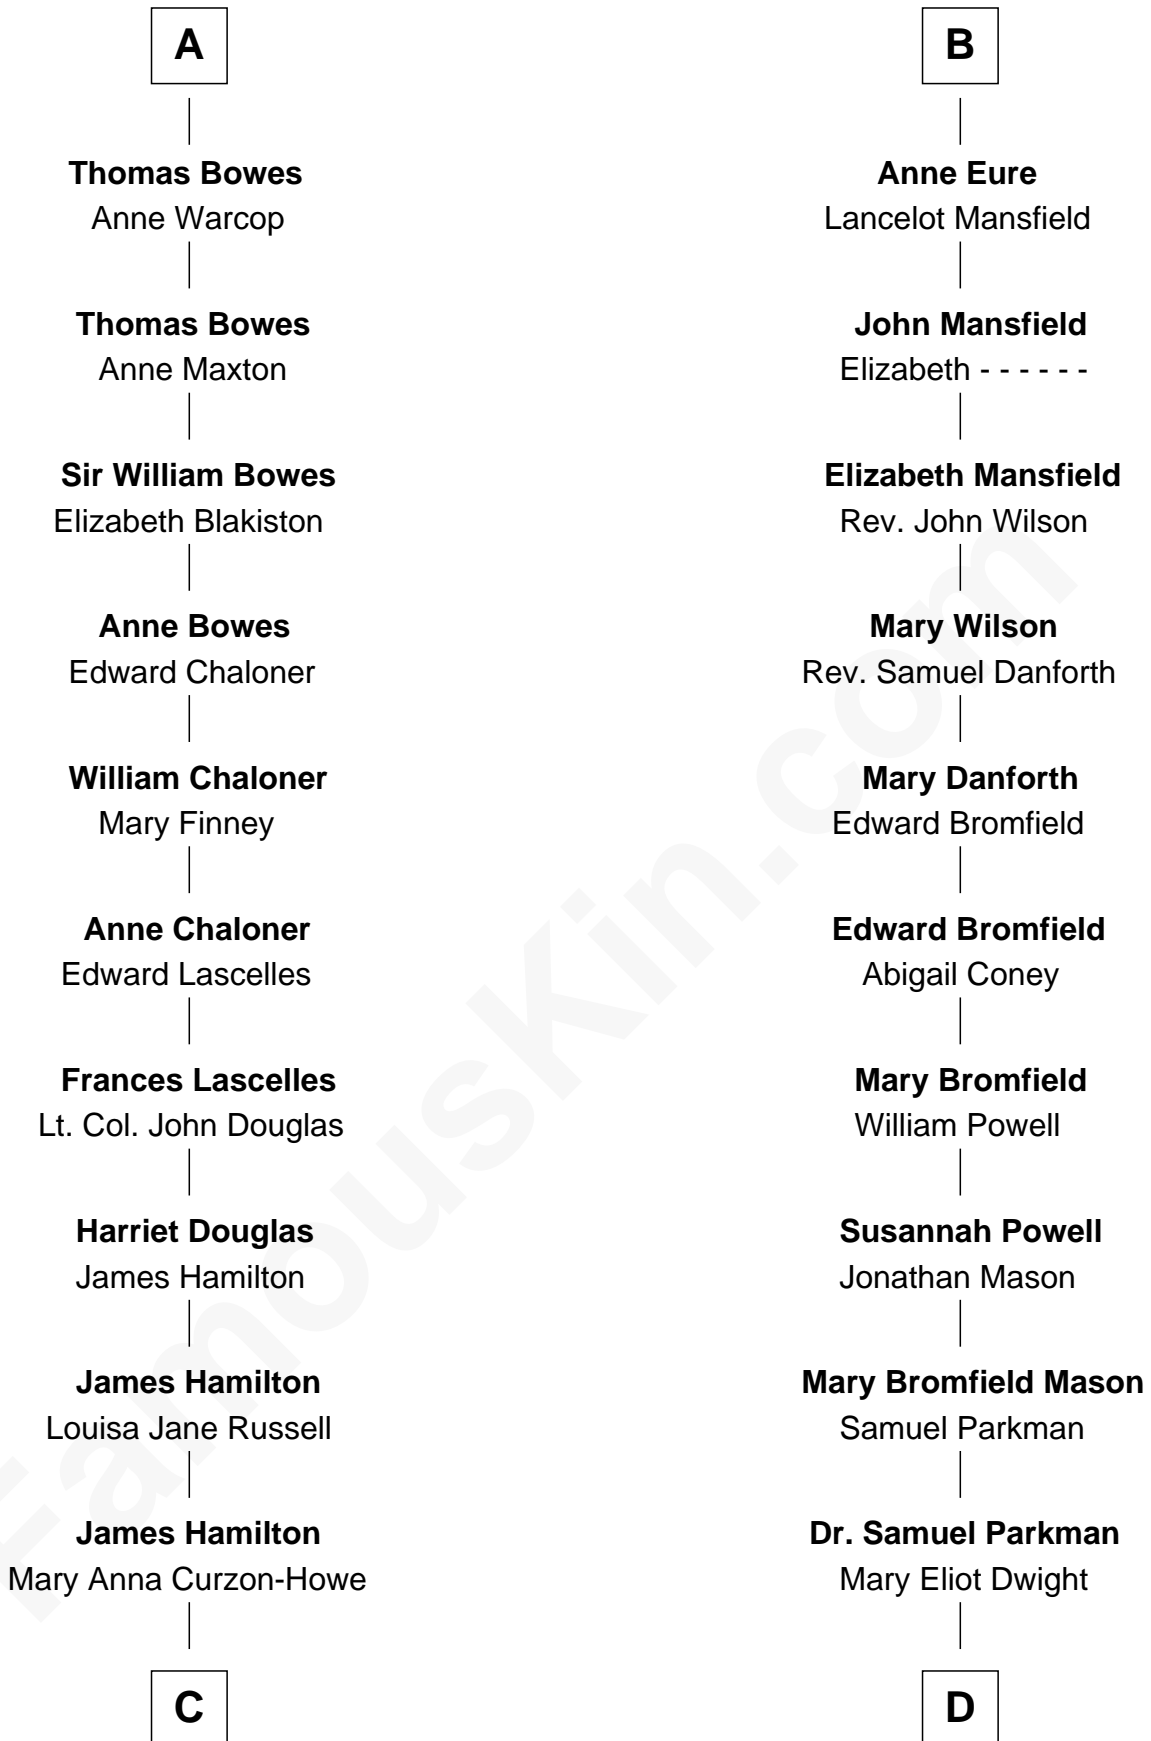 A
Thomas Bowes
Anne Warcop
Thomas Bowes
Anne Maxton
Sir William Bowes
Elizabeth Blakiston
Anne Bowes
Edward Chaloner
William Chaloner
Mary Finney
Anne Chaloner
Edward Lascelles
Frances Lascelles
Lt. Col. John Douglas
Harriet Douglas
James Hamilton
James Hamilton
Louisa Jane Russell
James Hamilton
Mary Anna Curzon-Howe
C
B
Anne Eure
Lancelot Mansfield
John Mansfield
Elizabeth - - - - - -
Elizabeth Mansfield
Rev. John Wilson
Mary Wilson
Rev. Samuel Danforth
Mary Danforth
Edward Bromfield
Edward Bromfield
Abigail Coney
Mary Bromfield
William Powell
Susannah Powell
Jonathan Mason
Mary Bromfield Mason
Samuel Parkman
Dr. Samuel Parkman
Mary Eliot Dwight
D
FamousKin.com